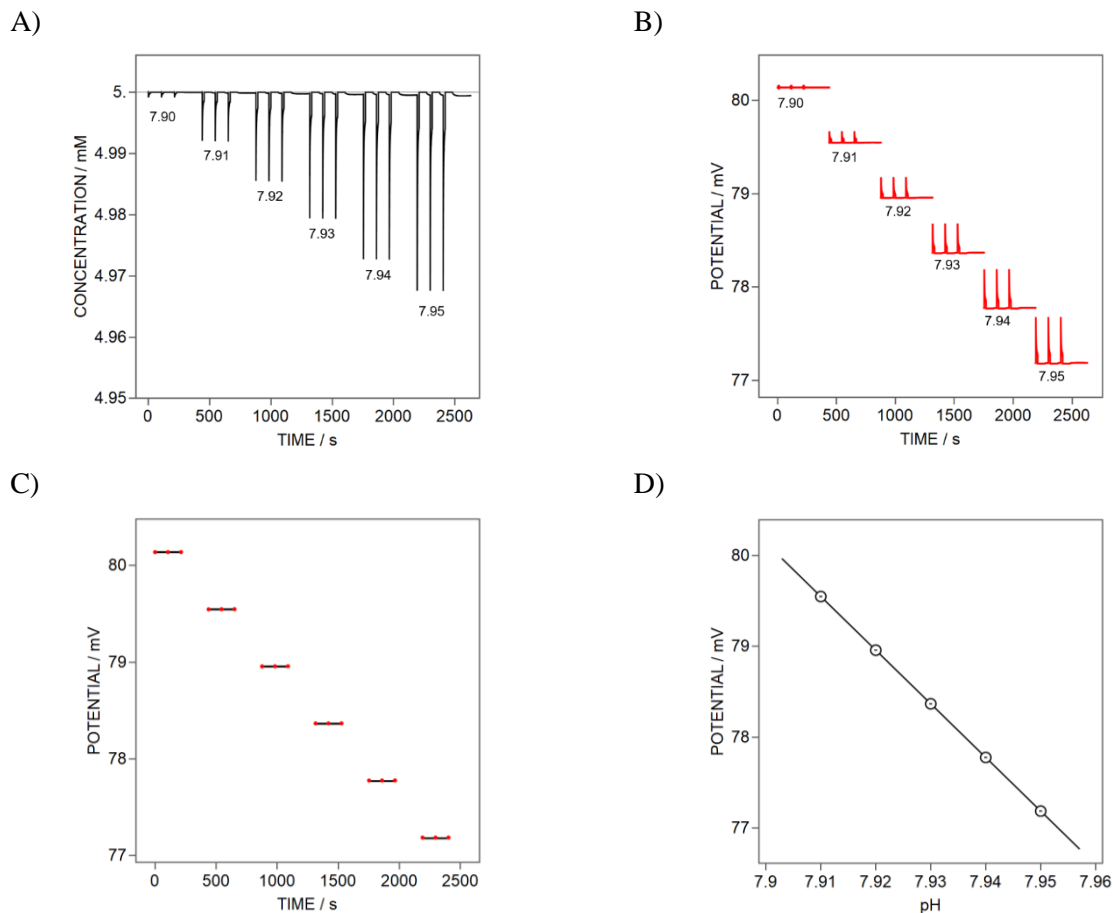 A)
CONCENTRATION / mM
5.
4.99
4.98
4.97
4.96
4.95
7.90
7.91
7.92
7.93
7.94
7.95
0 500 1000 1500 2000 2500
TIME / s
B)
POTENTIAL / mV
80
79
78
77
7.90
7.91
7.92
7.93
7.94
7.95
0 500 1000 1500 2000 2500
TIME / s
C)
POTENTIAL / mV
80
79
78
77
0 500 1000 1500 2000 2500
TIME / s
D)
POTENTIAL / mV
80
79
78
77
7.9 7.91 7.92 7.93 7.94 7.95 7.96
pH